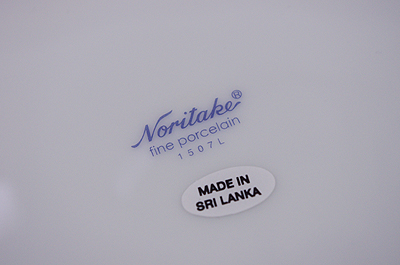 Noritake®
fine porcelain
1507L
MADE IN
SRI LANKA